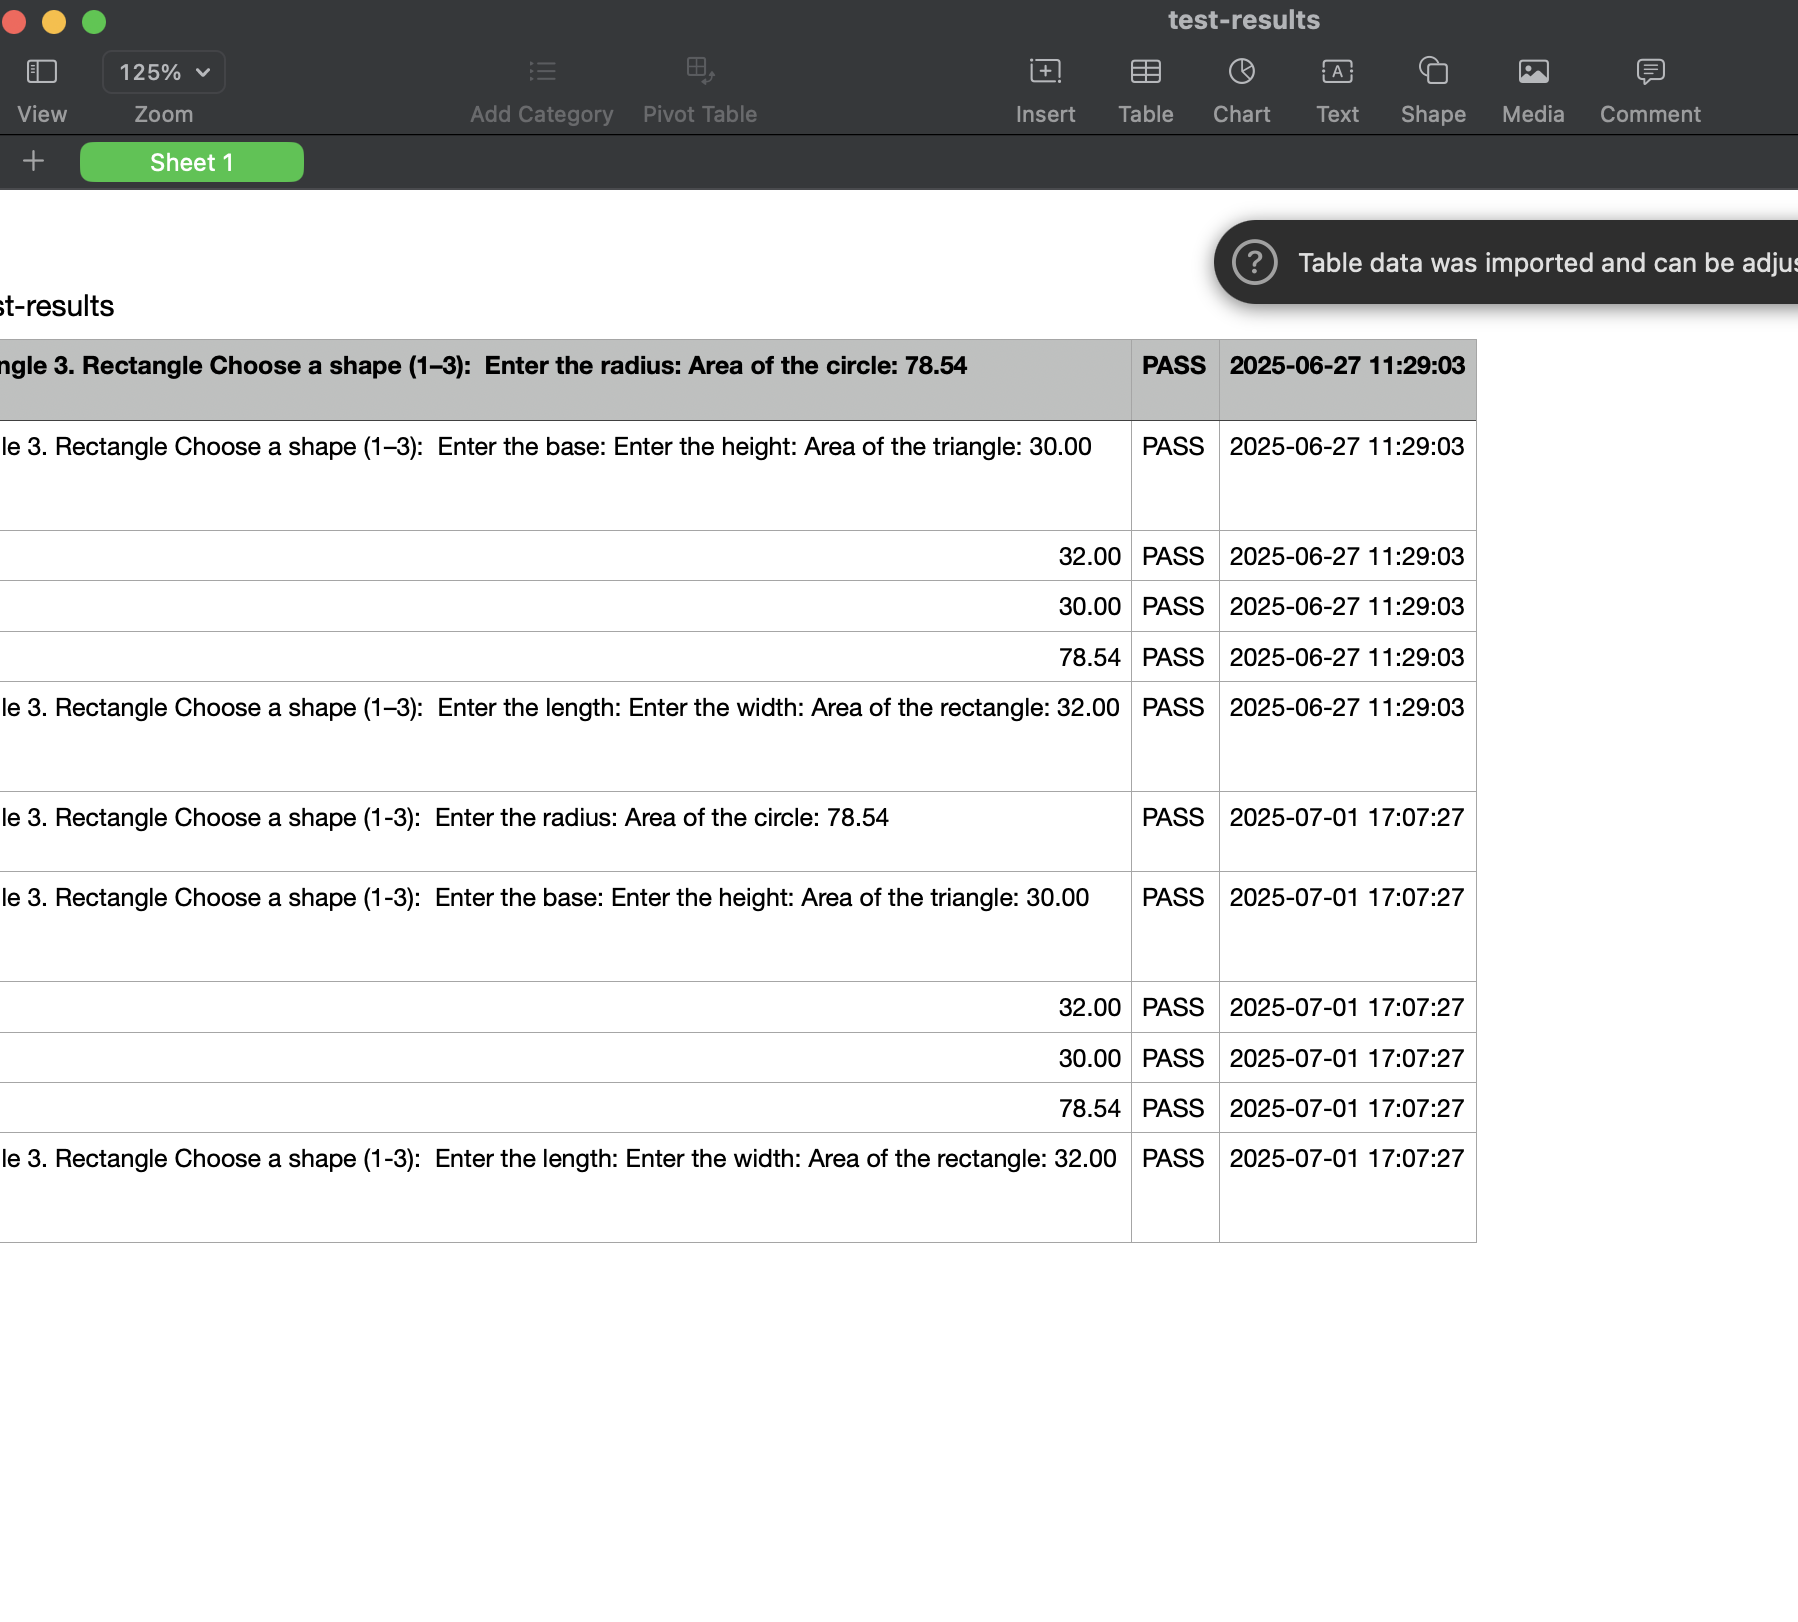 test-results
125%
View Zoom Add Category Pivot Table Insert Table Chart Text Shape Media Comment
Sheet 1
Table data was imported and can be
-results
3. Rectangle Choose a shape (1–3): Enter the radius: Area of the circle: 78.54 PASS 2025-06-27 11:29:03
3. Rectangle Choose a shape (1–3): Enter the base: Enter the height: Area of the triangle: 30.00 PASS 2025-06-27 11:29:03
32.00 PASS 2025-06-27 11:29:03
30.00 PASS 2025-06-27 11:29:03
78.54 PASS 2025-06-27 11:29:03
3. Rectangle Choose a shape (1–3): Enter the length: Enter the width: Area of the rectangle: 32.00 PASS 2025-06-27 11:29:03
3. Rectangle Choose a shape (1-3): Enter the radius: Area of the circle: 78.54 PASS 2025-07-01 17:07:27
3. Rectangle Choose a shape (1-3): Enter the base: Enter the height: Area of the triangle: 30.00 PASS 2025-07-01 17:07:27
32.00 PASS 2025-07-01 17:07:27
30.00 PASS 2025-07-01 17:07:27
78.54 PASS 2025-07-01 17:07:27
3. Rectangle Choose a shape (1-3): Enter the length: Enter the width: Area of the rectangle: 32.00 PASS 2025-07-01 17:07:27